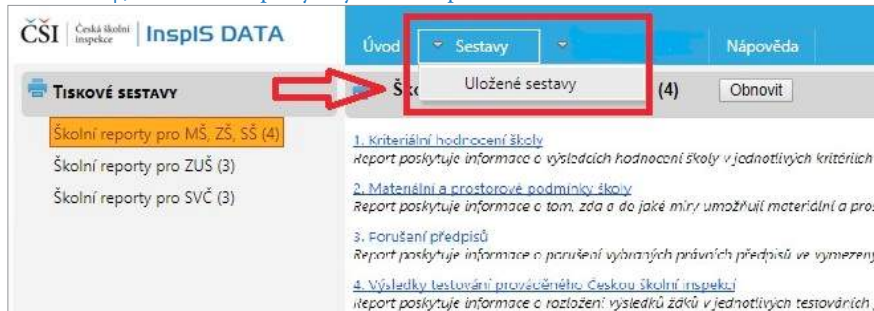 ČŠI Česká školní inspekce InspIS DATA
Úvod Sestavy Nápověda
Uložené sestavy
TISKOVÉ SESTAVY
Školní reporty pro MŠ, ZŠ, SŠ (4)
Školní reporty pro ZUŠ (3)
Školní reporty pro SVČ (3)
(4) Obnovit
1. Kriteriální hodnocení školy
Report poskytuje informace o výsledcích hodnocení školy v jednotlivých kritériích
2. Materiální a prostorové podmínky školy
Report poskytuje informace o tom, zda a do jaké míry umožňují materiální a
3. Porušení předpisů
Report poskytuje informace o porušení vybraných právních předpisů ve
4. Výsledky testování prováděného Českou školní inspekcí
Report poskytuje informace o rozložení výsledků žáků v jednotlivých testováních